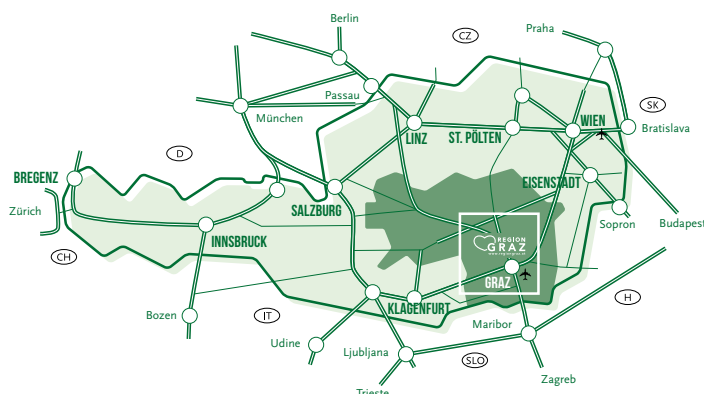 Berlin
CZ
Praha
Passau
SK
München
LINZ
ST. PÖLTEN
WIEN
Bratislava
D
BREGENZ
EISENSTADT
Zürich
SALZBURG
Sopron
Budapest
INNSBRUCK
REGION
GRAZ
CH
GRAZ
H
Bozen
IT
KLAGENFURT
Maribor
Udine
Ljubljana
SLO
Zagreb
Trieste